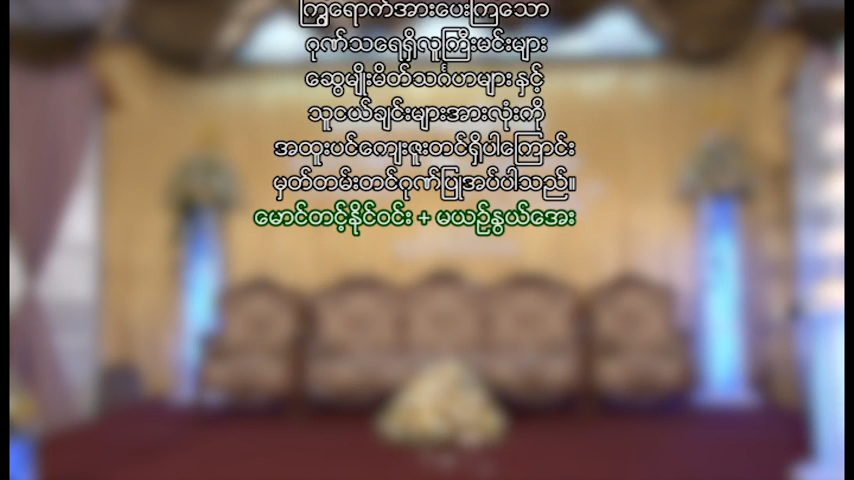 ကြွရောက်အားပေးကြသော
ဂုဏ်သရေရှိလူကြီးမင်းများ
ဆွေမျိုးမိတ်သင်္ဂဟများနှင့်
သူငယ်ချင်းများအားလုံးကို
အထူးပင်ကျေးဇူးတင်ရှိပါကြောင်း
မှတ်တမ်းတင်ဂုဏ်ပြုအပ်ပါသည်။
မောင်တင့်နိုင်ဝင်း + မယဉ်နွယ်အေး